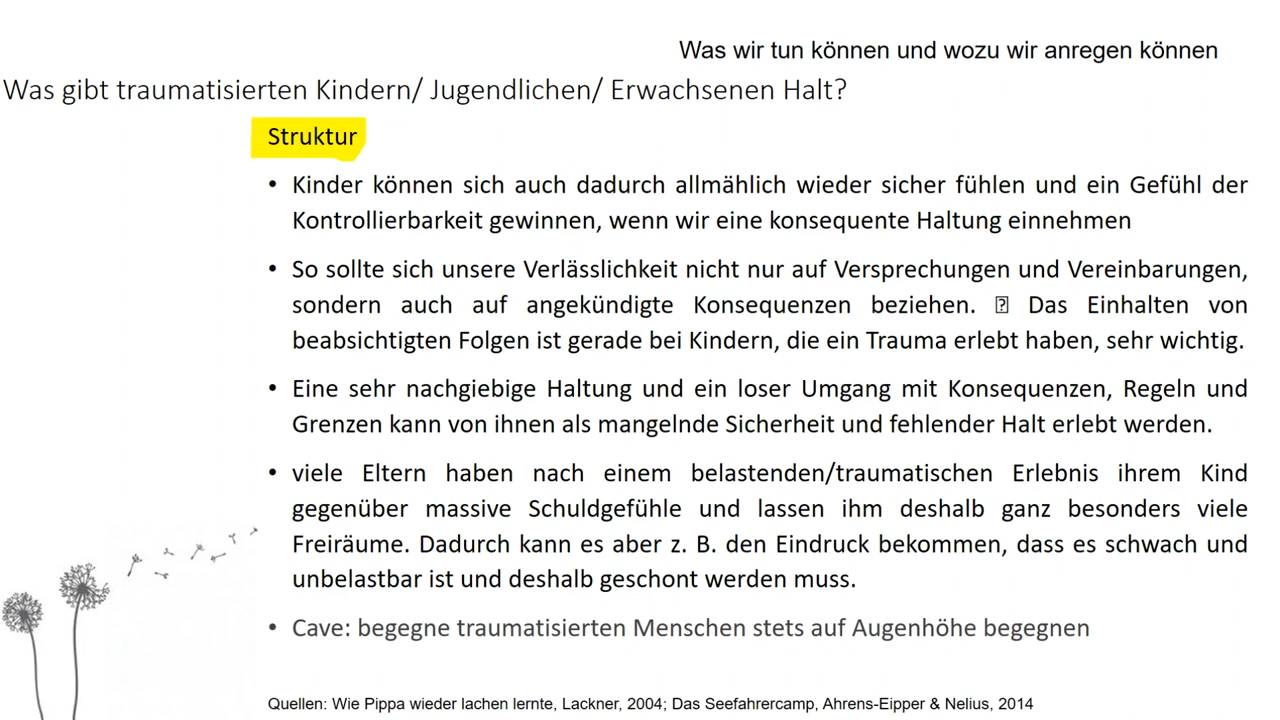 Was wir tun können und wozu wir anregen können
Was gibt traumatisierten Kindern/ Jugendlichen/ Erwachsenen Halt?
Struktur
• Kinder können sich auch dadurch allmählich wieder sicher fühlen und ein Gefühl der
Kontrollierbarkeit gewinnen, wenn wir eine konsequente Haltung einnehmen
• So sollte sich unsere Verlässlichkeit nicht nur auf Versprechungen und Vereinbarungen,
sondern auch auf angekündigte Konsequenzen beziehen. ⍰ Das Einhalten von
beabsichtigten Folgen ist gerade bei Kindern, die ein Trauma erlebt haben, sehr wichtig.
• Eine sehr nachgiebige Haltung und ein loser Umgang mit Konsequenzen, Regeln und
Grenzen kann von ihnen als mangelnde Sicherheit und fehlender Halt erlebt werden.
• viele Eltern haben nach einem belastenden/traumatischen Erlebnis ihrem Kind
gegenüber massive Schuldgefühle und lassen ihm deshalb ganz besonders viele
Freiräume. Dadurch kann es aber z. B. den Eindruck bekommen, dass es schwach und
unbelastbar ist und deshalb geschont werden muss.
• Cave: begegne traumatisierten Menschen stets auf Augenhöhe begegnen
Quellen: Wie Pippa wieder lachen lernte, Lackner, 2004; Das Seefahrercamp, Ahrens-Eipper & Nelius, 2014